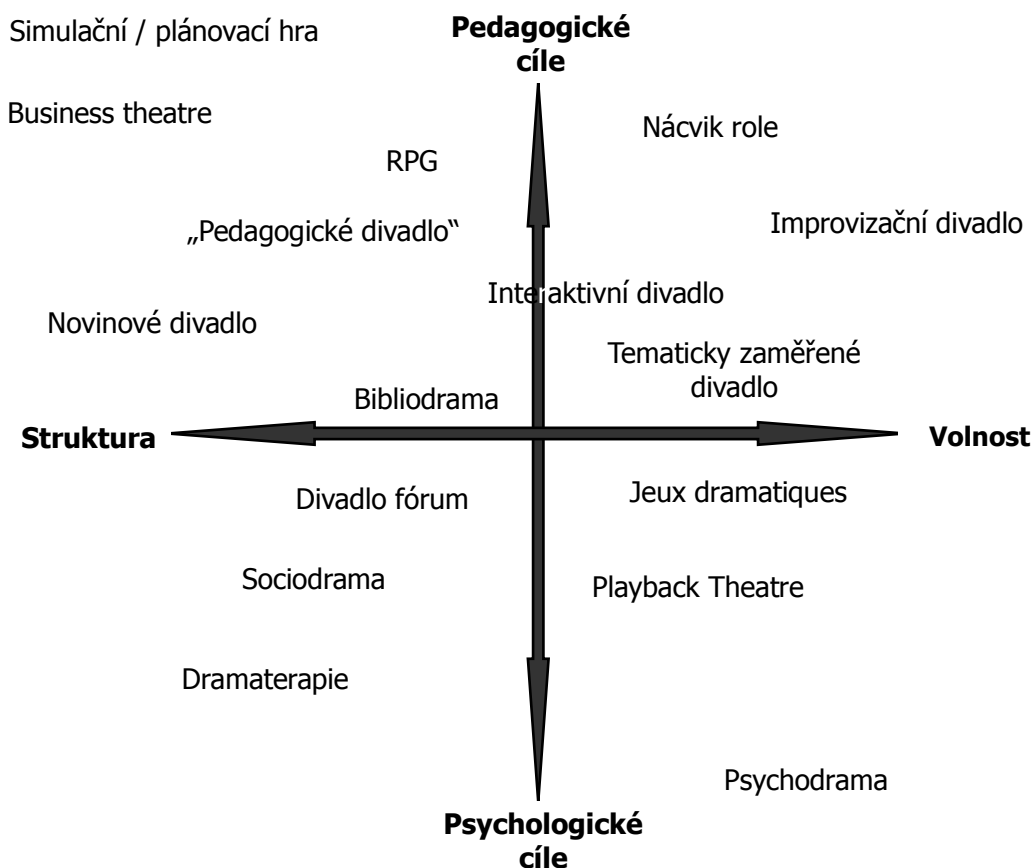 Simulační / plánovací hra
Pedagogické
cíle
Business theatre
Nácvik role
RPG
„Pedagogické divadlo“
Improvizační divadlo
Interaktivní divadlo
Novinové divadlo
Tematicky zaměřené
divadlo
Bibliodrama
Struktura
Volnost
Divadlo fórum
Jeux dramatiques
Sociodrama
Playback Theatre
Dramaterapie
Psychodrama
Psychologické
cíle